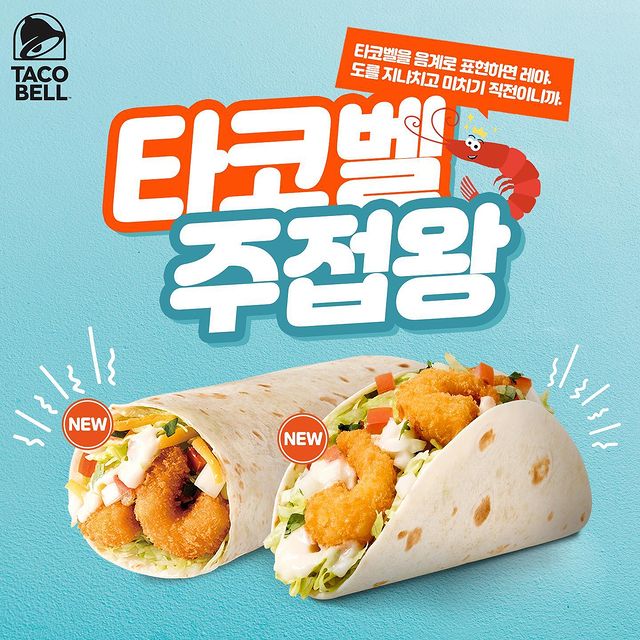 TACO
BELL
타코벨을 음계로 표현하면 레야.
도를 지나치고 미치기 직전이니까.
타코벨
주접왕
NEW
NEW